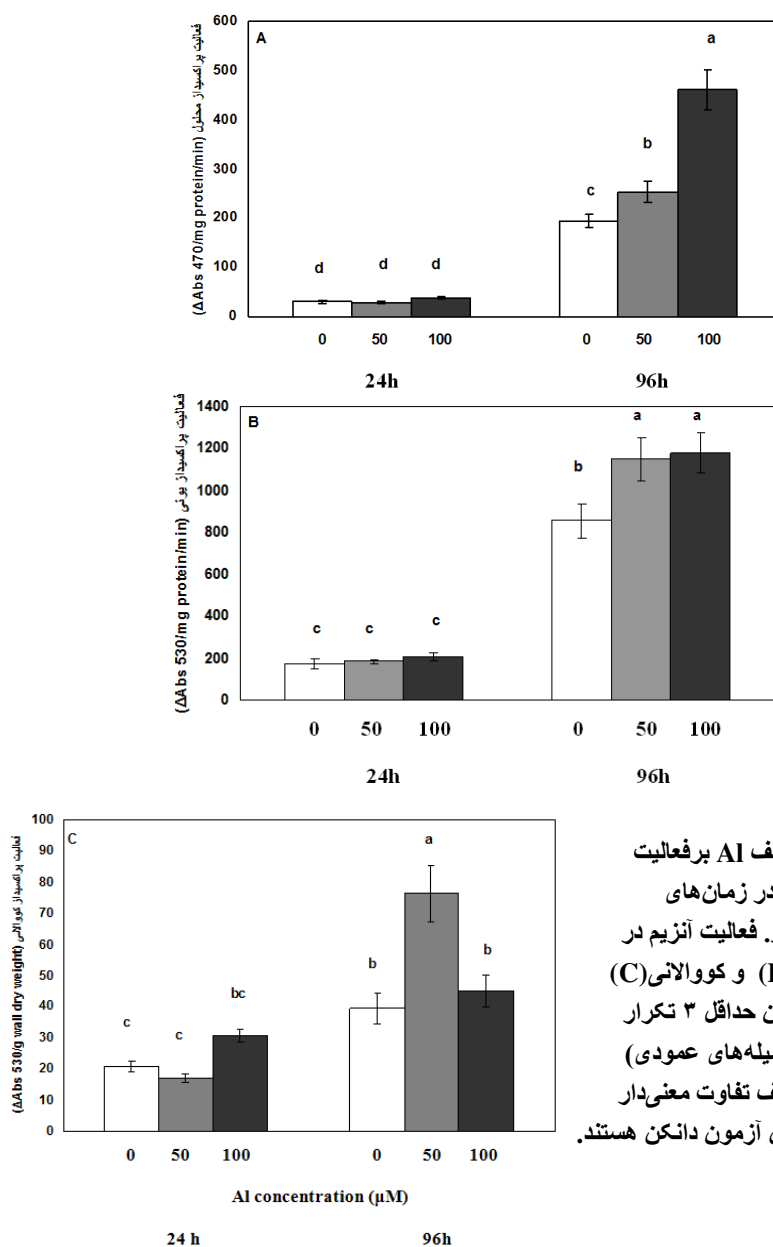 فعالیت پراکسیداز محلول (ΔAbs 470/mg protein/min)
A
600
500
400
300
200
100
0
a
b
c
d d d
0 50 100 0 50 100
24h 96h
فعالیت پراکسیداز یونی (ΔAbs 530/mg protein/min)
B
1400
1200
1000
800
600
400
200
0
a a
b
c c c
0 50 100 0 50 100
24h 96h
فعالیت پراکسیداز کووالانی (ΔAbs 530/g wall dry weight)
C
100
90
80
70
60
50
40
30
20
10
0
a
b b
bc
c c
0 50 100 0 50 100
Al concentration (µM)
24 h 96h
Al برفعالیت
در زمان‌های
فعالیت آنزیم در
و کووالانی(C)
حداقل ۳ تکرار
عمودی)
تفاوت معنی‌دار
آزمون دانکن هستند.